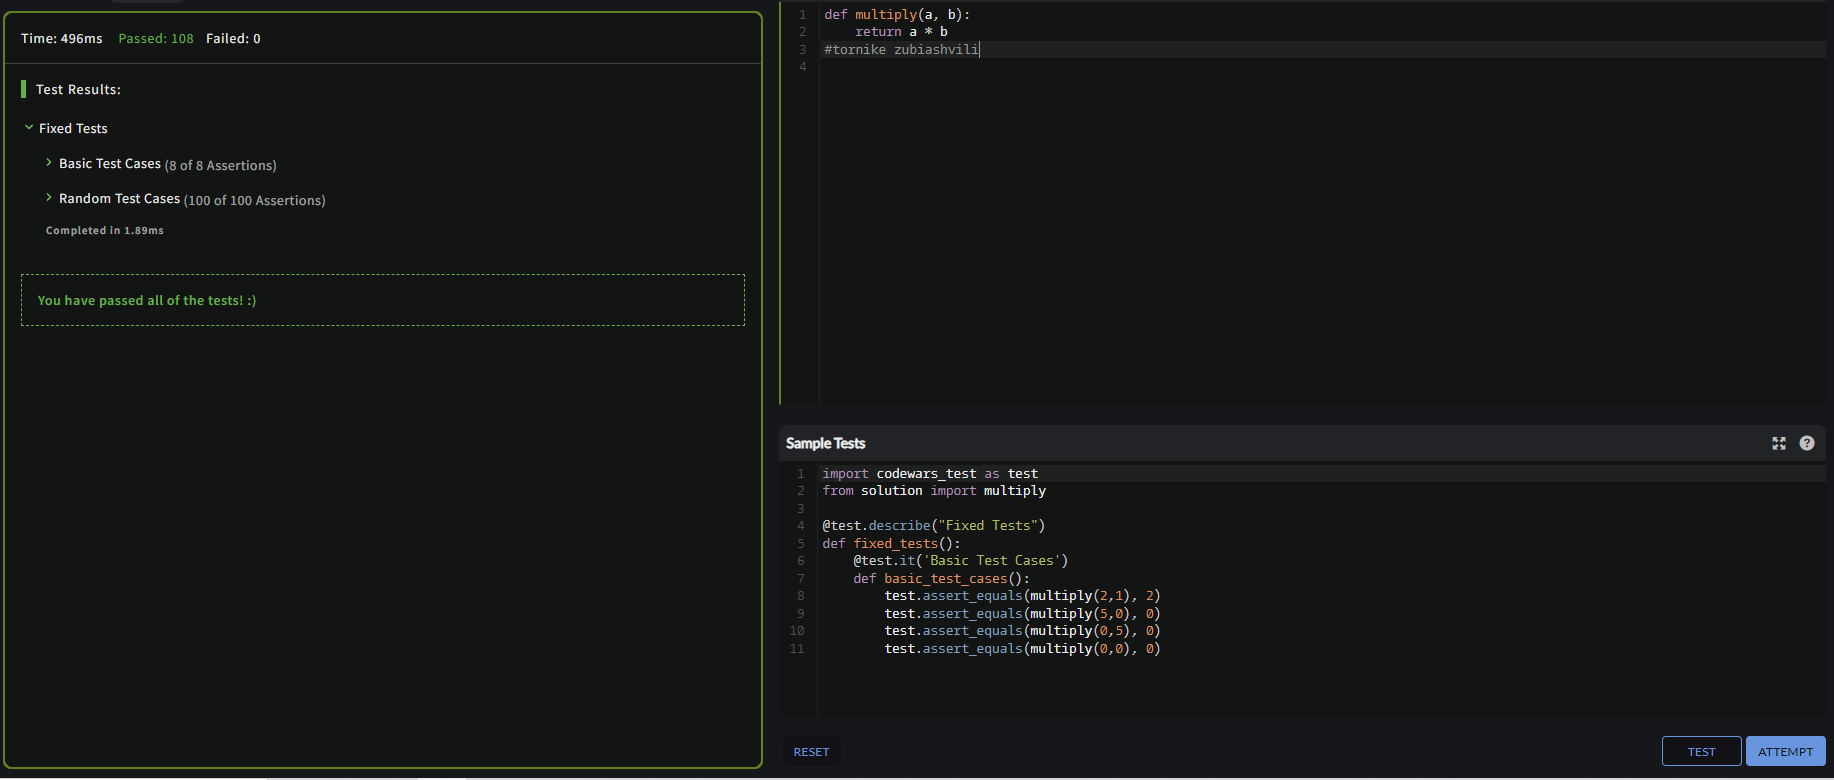 Time: 496ms Passed: 108 Failed: 0
Test Results:
Fixed Tests
Basic Test Cases (8 of 8 Assertions)
Random Test Cases (100 of 100 Assertions)
Completed in 1.89ms
You have passed all of the tests! :)
1 def multiply(a, b):
2     return a * b
3 #tornike zubiashvili
4
Sample Tests
1 import codewars_test as test
2 from solution import multiply
3
4 @test.describe("Fixed Tests")
5 def fixed_tests():
6     @test.it('Basic Test Cases')
7     def basic_test_cases():
8         test.assert_equals(multiply(2,1), 2)
9         test.assert_equals(multiply(5,0), 0)
10         test.assert_equals(multiply(0,5), 0)
11         test.assert_equals(multiply(0,0), 0)
RESET TEST ATTEMPT